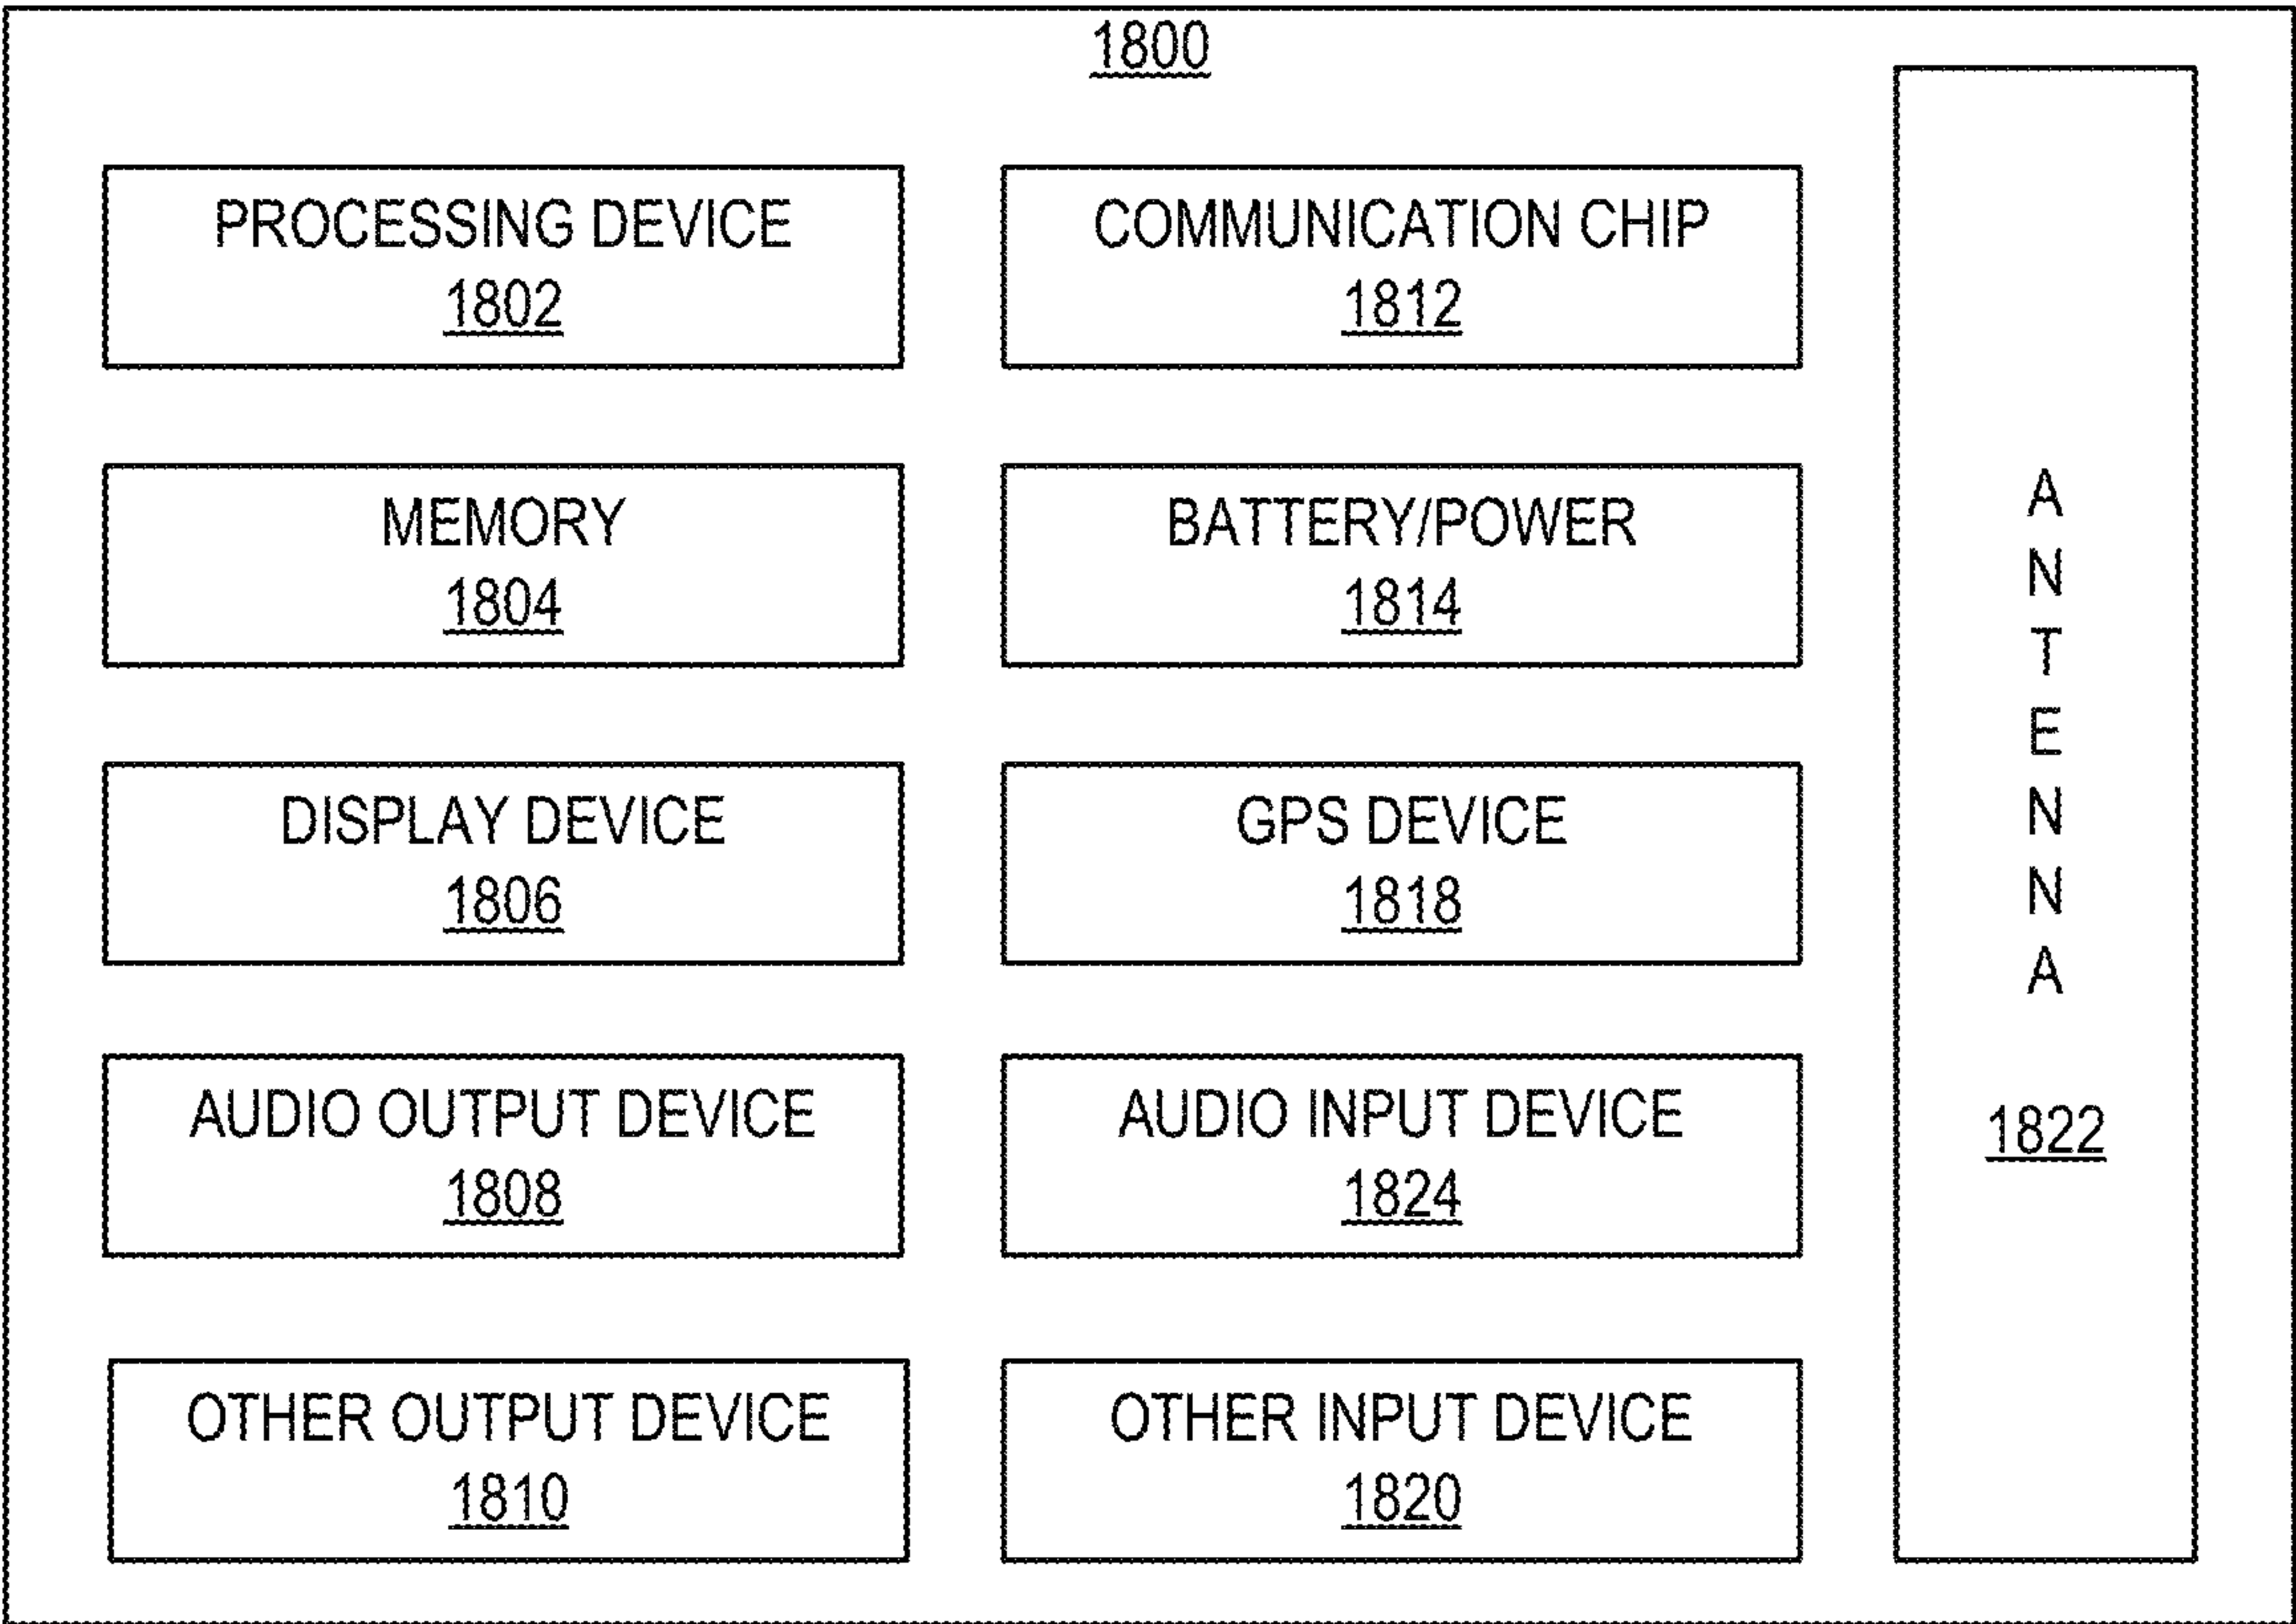 1800
PROCESSING DEVICE
1802
COMMUNICATION CHIP
1812
MEMORY
1804
BATTERY/POWER
1814
DISPLAY DEVICE
1806
GPS DEVICE
1818
AUDIO OUTPUT DEVICE
1808
AUDIO INPUT DEVICE
1824
OTHER OUTPUT DEVICE
1810
OTHER INPUT DEVICE
1820
ANTENNA
1822